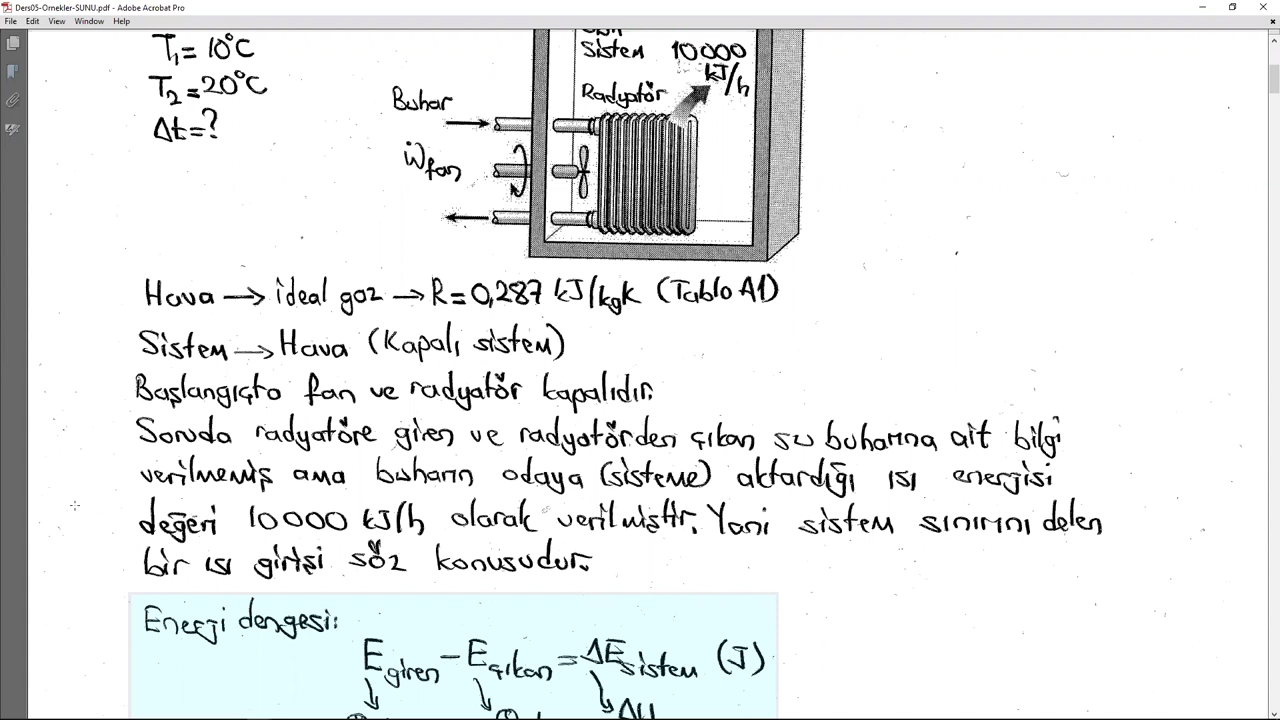 Ders05-Ornekler-SUNU.pdf - Adobe Acrobat Pro
File Edit View Window Help
T₁= 10°C
T₂=20°C
Δt=?
Sistem 10000
kJ/h
Radyatör
Buhar
Ẇfan
Hava → ideal gaz → R=0,287 kJ/kgK (Tablo A1)
Sistem → Hava (Kapalı sistem)
Başlangıçta fan ve radyatör kapalıdır.
Soruda radyatöre giren ve radyatörden çıkan su buharına ait bilgi
verilmemiş ama buharın odaya (sisteme) aktardığı ısı energisi
değeri 10000 kJ/h olarak verilmiştir. Yani sistem sınırını delen
bir ısı girişi söz konusudur.
Enerji dengesi:
Egiren - Eçıkan = ΔEsistem (J)
ΔU